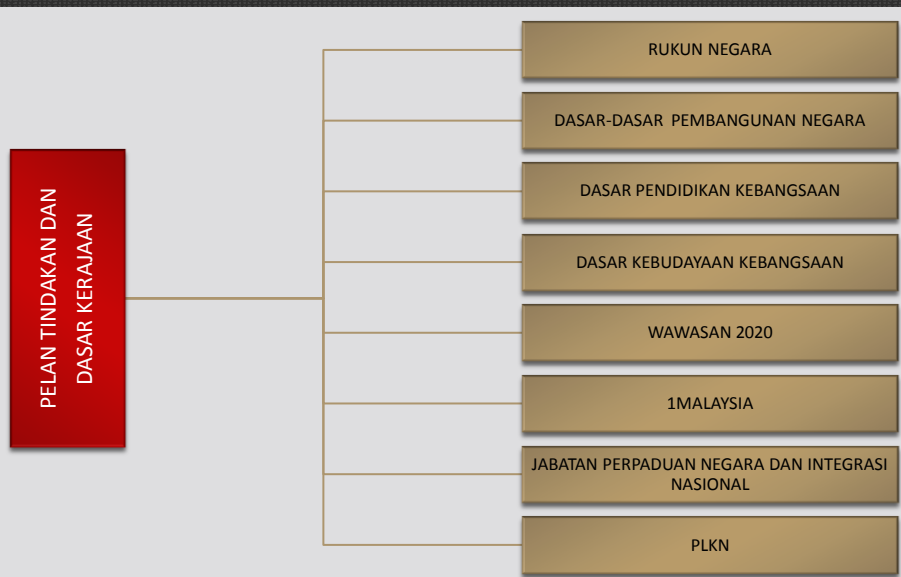 PELAN TINDAKAN DAN
DASAR KERAJAAN
RUKUN NEGARA
DASAR-DASAR PEMBANGUNAN NEGARA
DASAR PENDIDIKAN KEBANGSAAN
DASAR KEBUDAYAAN KEBANGSAAN
WAWASAN 2020
1MALAYSIA
JABATAN PERPADUAN NEGARA DAN INTEGRASI
NASIONAL
PLKN